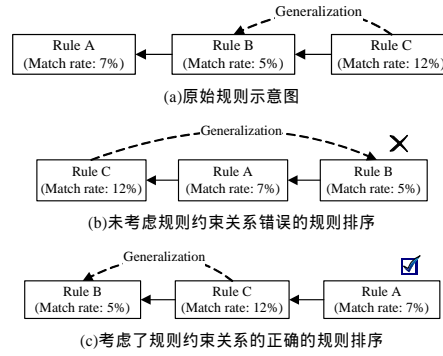 Generalization
Rule A
(Match rate: 7%)
Rule B
(Match rate: 5%)
Rule C
(Match rate: 12%)
(a)原始规则示意图
Generalization
Rule C
(Match rate: 12%)
Rule A
(Match rate: 7%)
Rule B
(Match rate: 5%)
(b)未考虑规则约束关系错误的规则排序
Generalization
Rule B
(Match rate: 5%)
Rule C
(Match rate: 12%)
Rule A
(Match rate: 7%)
(c)考虑了规则约束关系的正确的规则排序